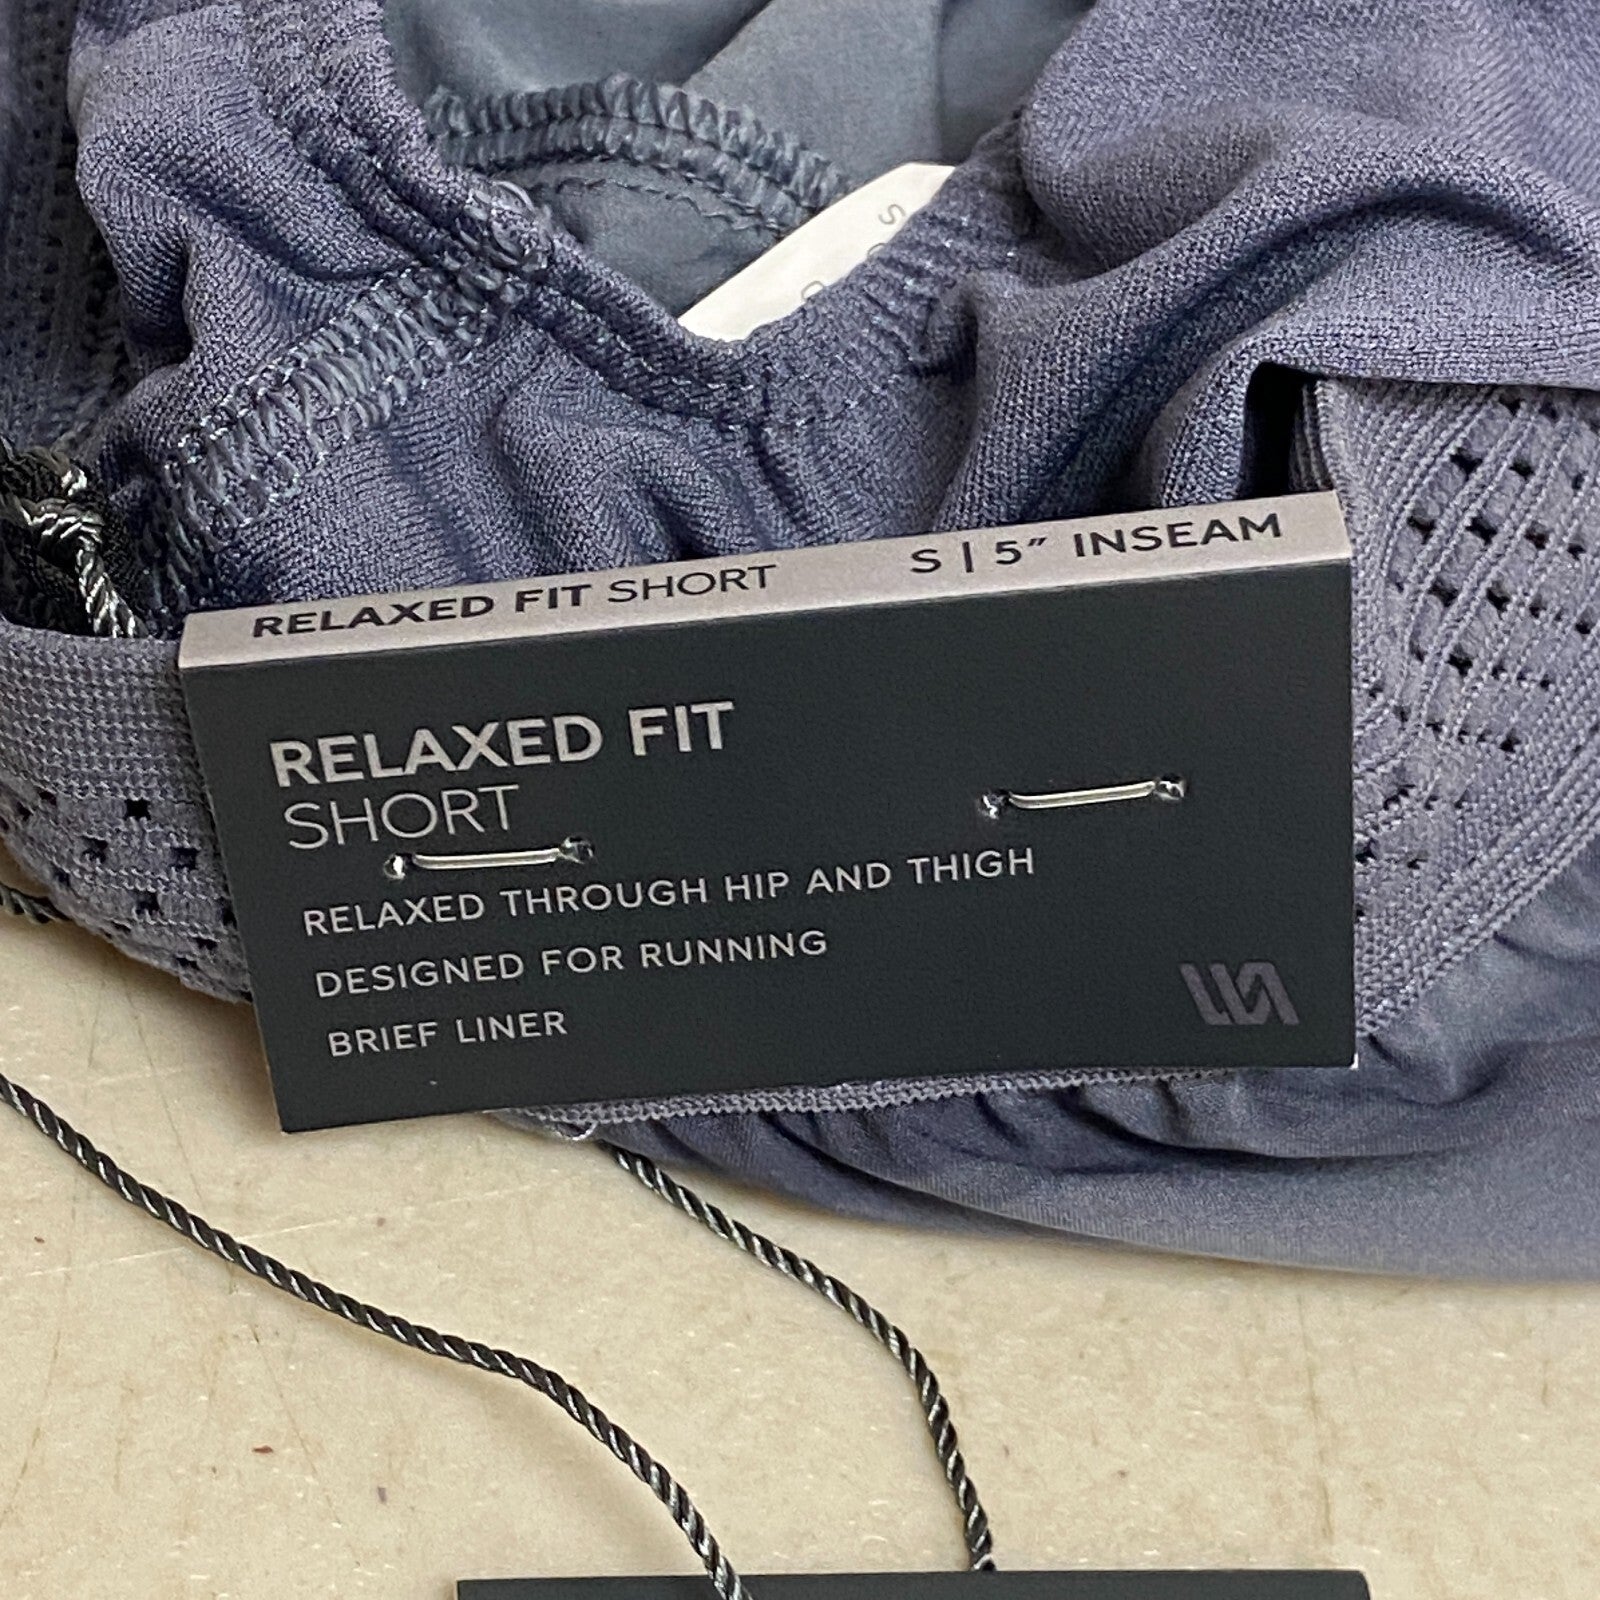 RELAXED FIT SHORT S | 5" INSEAM
RELAXED FIT
SHORT
RELAXED THROUGH HIP AND THIGH
DESIGNED FOR RUNNING
BRIEF LINER